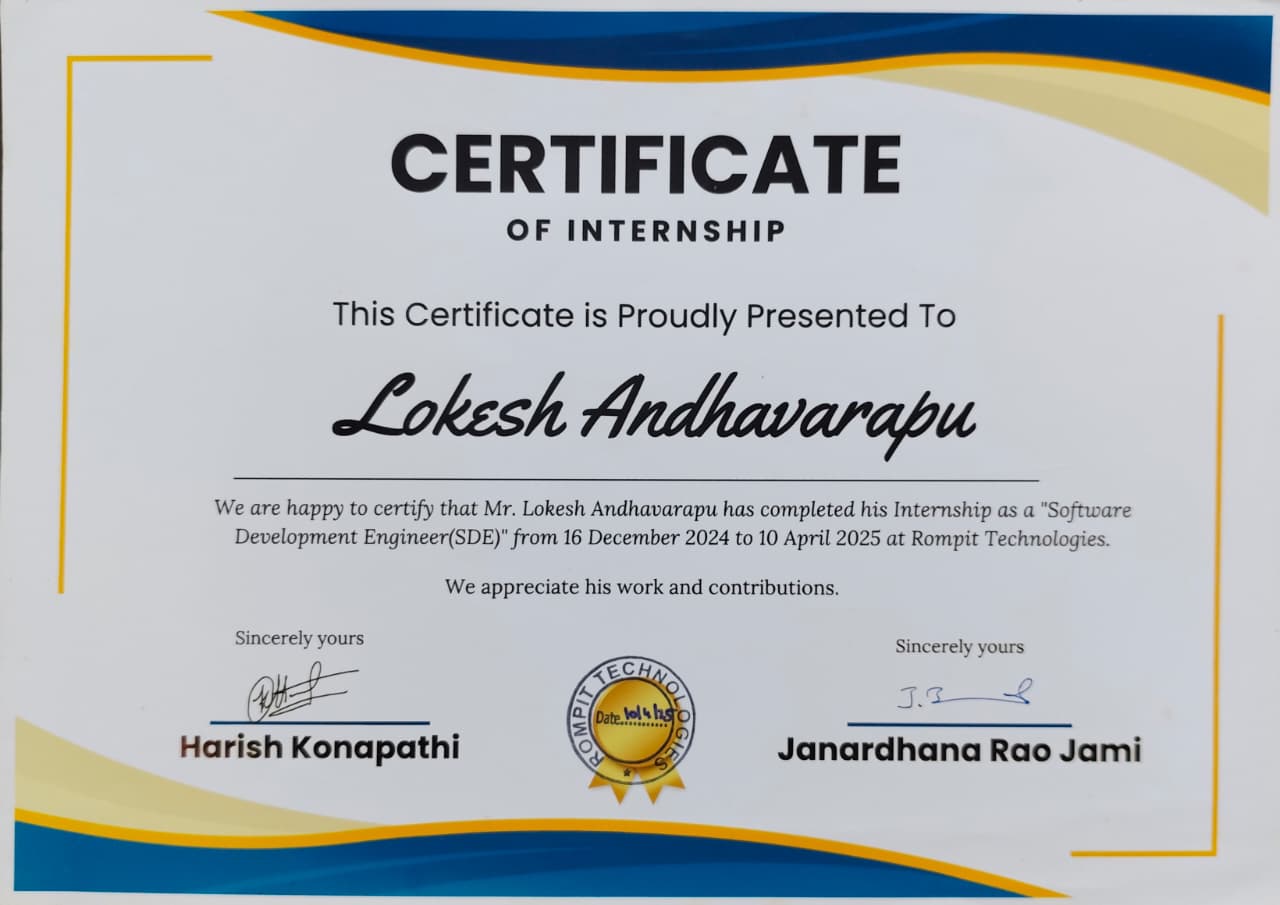 CERTIFICATE
OF INTERNSHIP
This Certificate is Proudly Presented To
Lokesh Andhavarapu
We are happy to certify that Mr. Lokesh Andhavarapu has completed his Internship as a "Software
Development Engineer(SDE)" from 16 December 2024 to 10 April 2025 at Rompit Technologies.
We appreciate his work and contributions.
Sincerely yours
Sincerely yours
J.B
ROMPIT TECHNOLOGIES
Date 10/4/25
Harish Konapathi
Janardhana Rao Jami